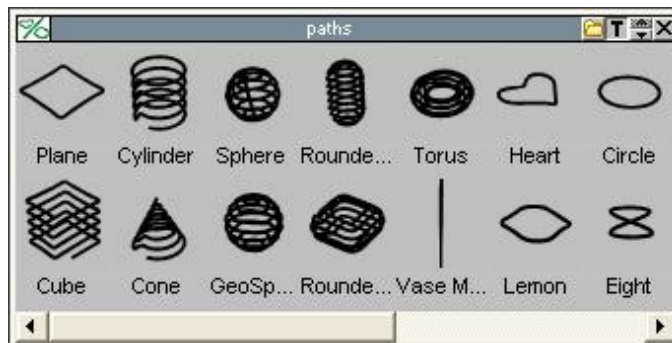 paths
T
Plane Cylinder Sphere Rounde... Torus Heart Circle
Cube Cone GeoSp... Rounde... Vase M... Lemon Eight